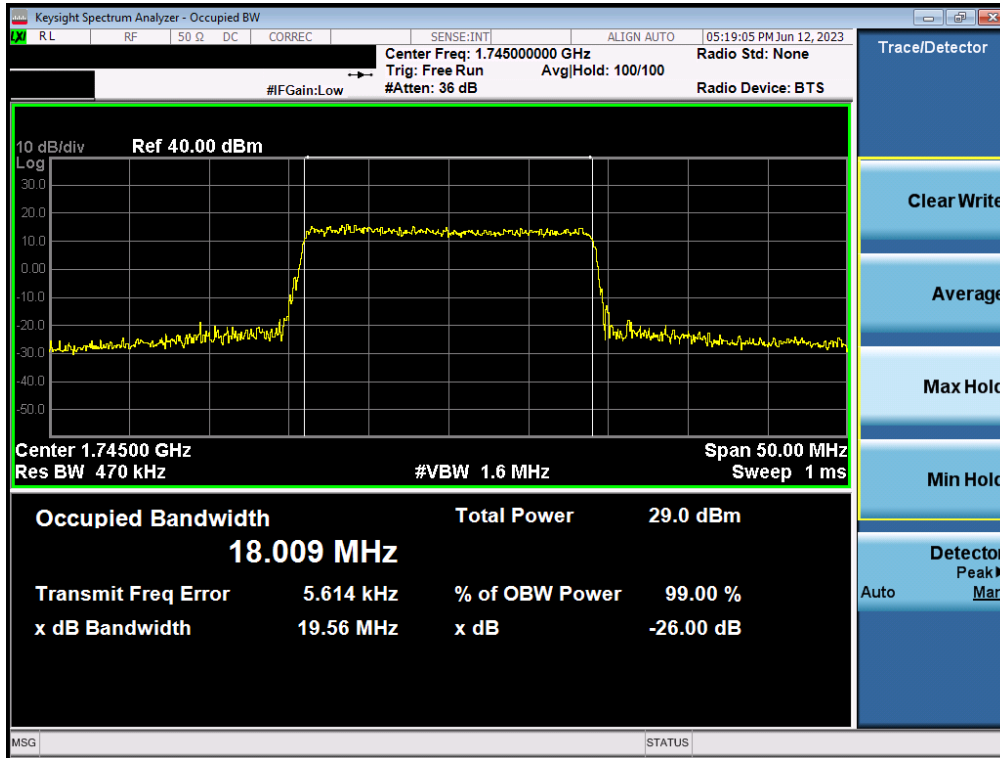 Keysight Spectrum Analyzer - Occupied BW
LXI RL RF 50 Ω DC CORREC SENSE:INT ALIGN AUTO 05:19:05 PM Jun 12, 2023
Center Freq: 1.745000000 GHz Radio Std: None
Trig: Free Run Avg|Hold: 100/100
#IFGain:Low #Atten: 36 dB Radio Device: BTS
Trace/Detector
10 dB/div Ref 40.00 dBm
Log
30.0
20.0
10.0
0.00
-10.0
-20.0
-30.0
-40.0
-50.0
Center 1.74500 GHz Span 50.00 MHz
Res BW 470 kHz #VBW 1.6 MHz Sweep 1 ms
Occupied Bandwidth Total Power 29.0 dBm
18.009 MHz
Transmit Freq Error 5.614 kHz % of OBW Power 99.00 %
x dB Bandwidth 19.56 MHz x dB -26.00 dB
Clear Write
Average
Max Hold
Min Hold
Detector
Peak
Auto Man
MSG STATUS